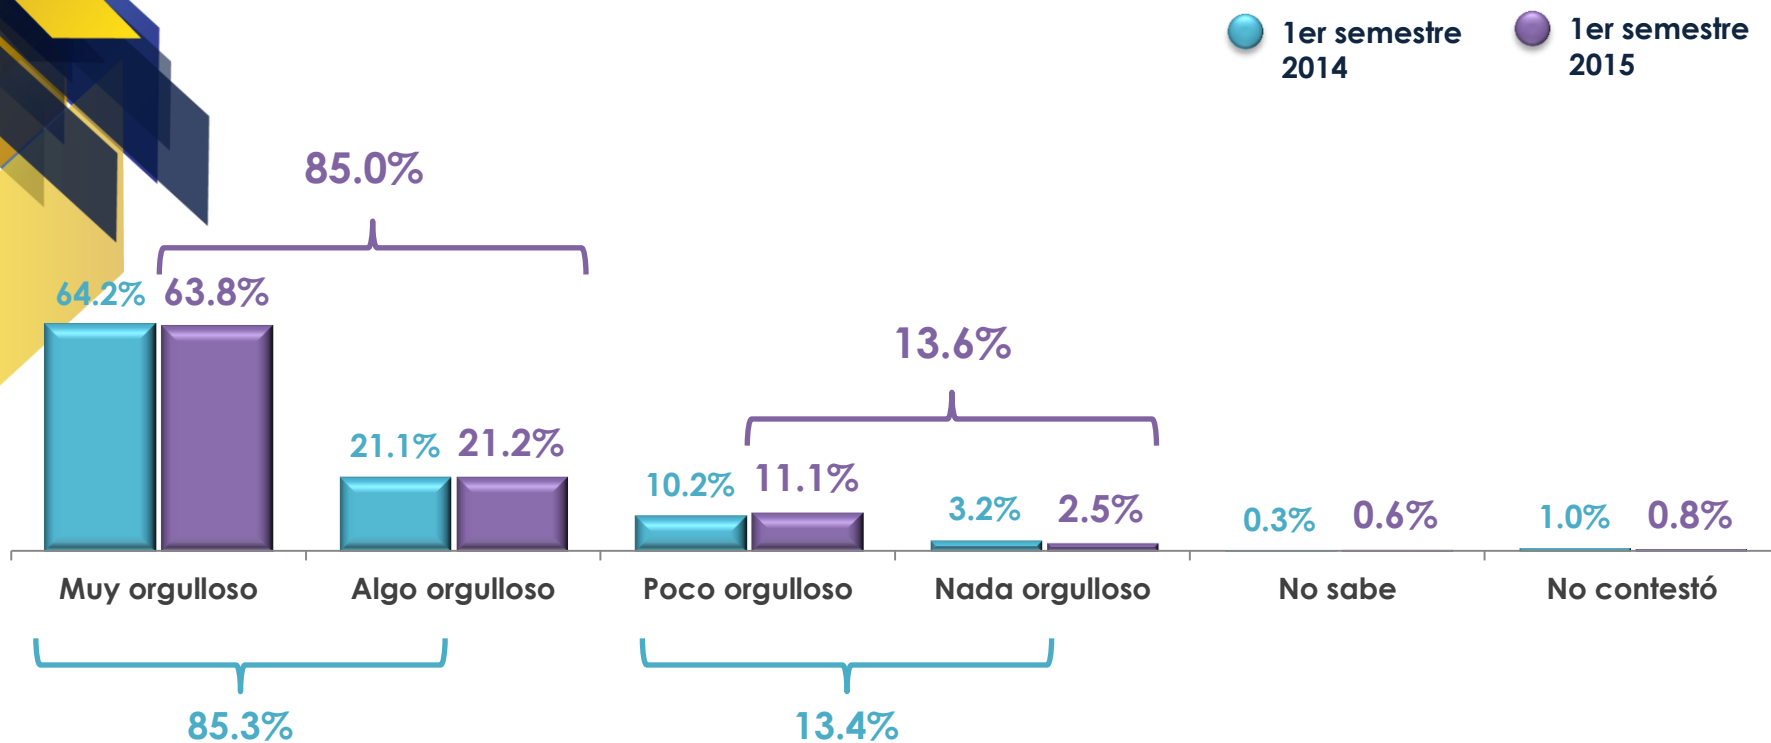 1er semestre
2014
1er semestre
2015
85.0%
64.2%
63.8%
13.6%
21.1%
21.2%
10.2%
11.1%
3.2%
2.5%
0.3%
0.6%
1.0%
0.8%
Muy orgulloso
Algo orgulloso
Poco orgulloso
Nada orgulloso
No sabe
No contestó
85.3%
13.4%